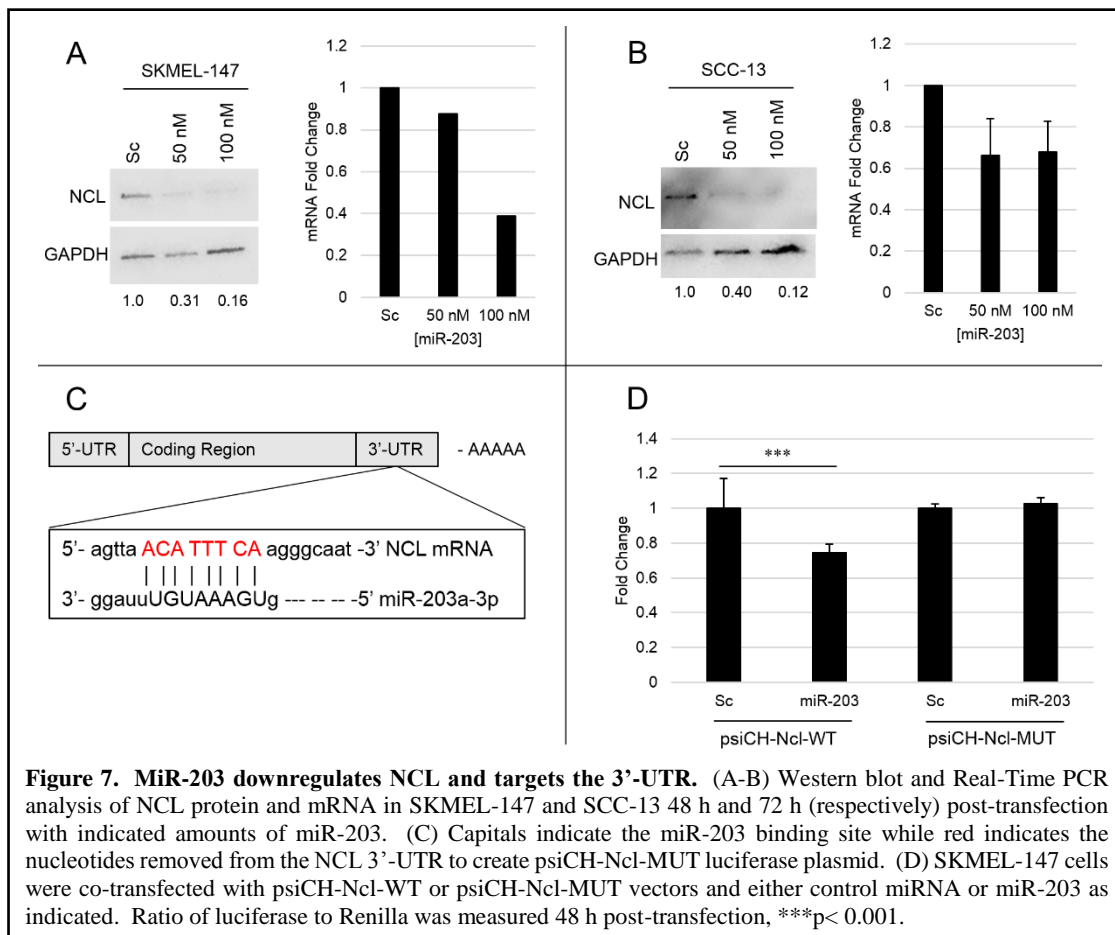 A
SKMEL-147
Sc
50 nM
100 nM
NCL
GAPDH
1.0 0.31 0.16
mRNA Fold Change
1.2
1
0.8
0.6
0.4
0.2
0
Sc 50 nM 100 nM
[miR-203]
B
SCC-13
Sc
50 nM
100 nM
NCL
GAPDH
1.0 0.40 0.12
mRNA Fold Change
1.2
1
0.8
0.6
0.4
0.2
0
Sc 50 nM 100 nM
[miR-203]
C
5'-UTR Coding Region 3'-UTR - AAAAA
5'- agtta ACA TTT CA agggcaat -3' NCL mRNA
3'- ggauuUGUAAAGUg --- -- -- -5' miR-203a-3p
D
Fold Change
1.4
1.2
1
0.8
0.6
0.4
0.2
0
***
Sc miR-203 Sc miR-203
psiCH-Ncl-WT psiCH-Ncl-MUT
Figure 7. MiR-203 downregulates NCL and targets the 3'-UTR. (A-B) Western blot and Real-Time PCR
analysis of NCL protein and mRNA in SKMEL-147 and SCC-13 48 h and 72 h (respectively) post-transfection
with indicated amounts of miR-203. (C) Capitals indicate the miR-203 binding site while red indicates the
nucleotides removed from the NCL 3'-UTR to create psiCH-Ncl-MUT luciferase plasmid. (D) SKMEL-147 cells
were co-transfected with psiCH-Ncl-WT or psiCH-Ncl-MUT vectors and either control miRNA or miR-203 as
indicated. Ratio of luciferase to Renilla was measured 48 h post-transfection, ***p< 0.001.